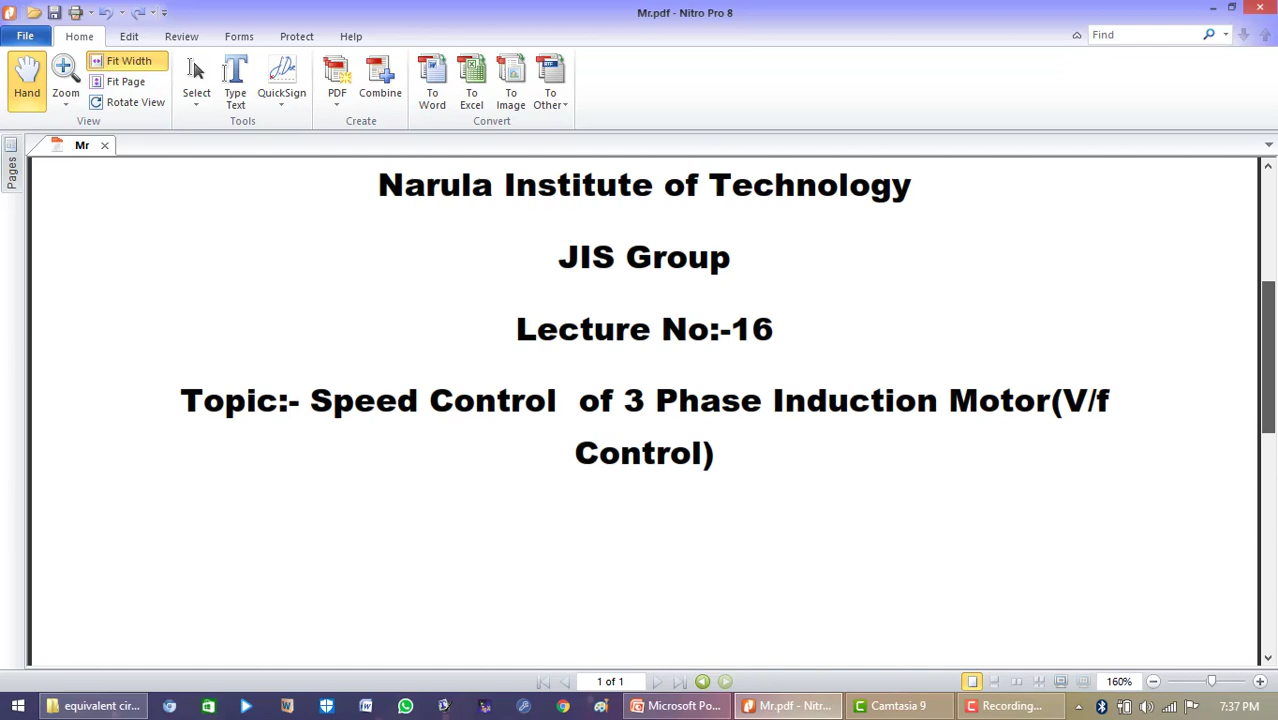 Mr.pdf - Nitro Pro 8
File Home Edit Review Forms Protect Help Find
Hand
Zoom
Fit Width
Fit Page
Rotate View
Select
Type Text
QuickSign
PDF
Combine
To Word
To Excel
To Image
To Other
View Tools Create Convert
Pages
Mr
Narula Institute of Technology
JIS Group
Lecture No:-16
Topic:- Speed Control of 3 Phase Induction Motor(V/f
Control)
1 of 1 160%
equivalent cir... Microsoft Po... Mr.pdf - Nitr... Camtasia 9 Recording... 7:37 PM